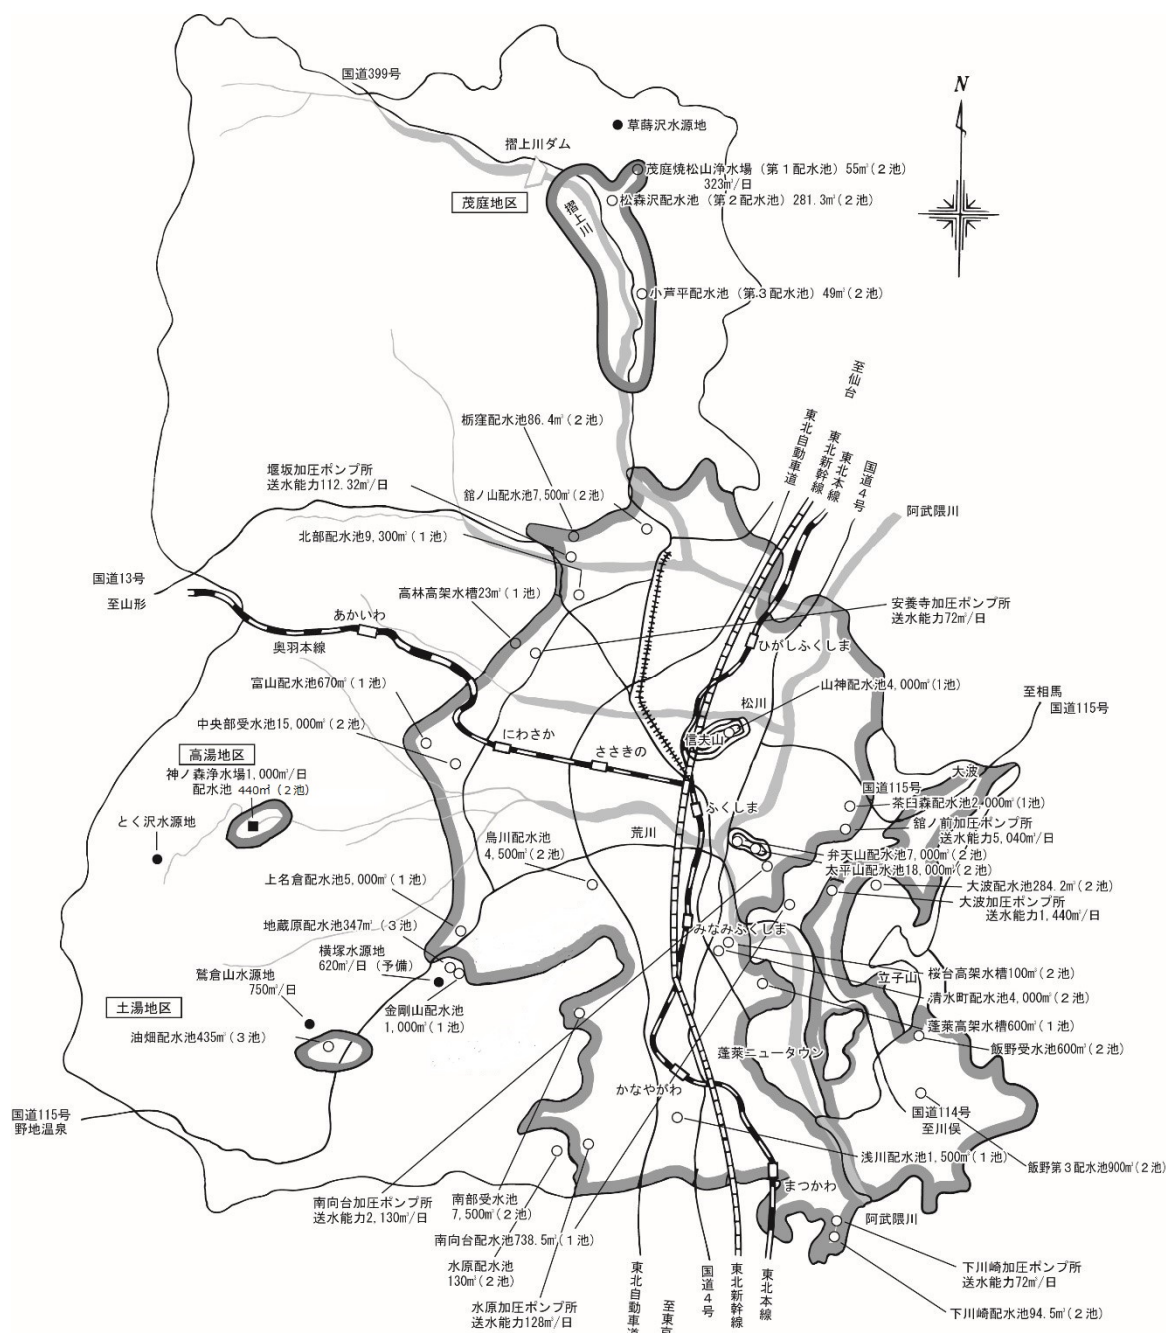 国道399号
草蒔沢水源地
N
摺上川ダム
茂庭焼松山浄水場（第１配水池）55㎥（２池）
323㎥/日
茂庭地区
松森沢配水池（第２配水池）281.3㎥（２池）
摺上川
小芦平配水池（第３配水池）49㎥（２池）
至仙台
東北自動車道
東北新幹線
東北本線
国道４号
栃窪配水池86.4㎥（２池）
堰坂加圧ポンプ所
送水能力112.32㎥/日
舘ノ山配水池7,500㎥（２池）
阿武隈川
北部配水池9,300㎥（１池）
国道13号
至山形
高林高架水槽23㎥（１池）
安養寺加圧ポンプ所
送水能力72㎥/日
あかいわ
奥羽本線
ひがしふくしま
富山配水池670㎥（１池）
山神配水池4,000㎥（1池）
松川
至相馬
国道115号
中央部受水池15,000㎥（２池）
にわさか
ささきの
信夫山
高湯地区
神ノ森浄水場1,000㎥/日
配水池 440㎥（２池）
大波
国道115号
茶臼森配水池2,000㎥（1池）
とく沢水源地
ふくしま
荒川
舘ノ前加圧ポンプ所
送水能力5,040㎥/日
烏川配水池
4,500㎥（２池）
弁天山配水池7,000㎥（２池）
太平山配水池18,000㎥（２池）
上名倉配水池5,000㎥（１池）
大波配水池284.2㎥（２池）
大波加圧ポンプ所
送水能力1,440㎥/日
地蔵原配水池347㎥（３池）
みなみふくしま
横塚水源地
620㎥/日（予備）
桜台高架水槽100㎥（２池）
立子山
鷲倉山水源地
750㎥/日
清水町配水池4,000㎥（２池）
土湯地区
金剛山配水池
1,000㎥（１池）
蓬莱高架水槽600㎥（１池）
油畑配水池435㎥（３池）
蓬莱ニュータウン
飯野受水池600㎥（２池）
かなやがわ
国道115号
野地温泉
国道114号
至川俣
浅川配水池1,500㎥（１池）
飯野第３配水池900㎥（２池）
まつかわ
南向台加圧ポンプ所
送水能力2,130㎥/日
南部受水池
7,500㎥（２池）
阿武隈川
南向台配水池738.5㎥（１池）
水原配水池
130㎥（２池）
下川崎加圧ポンプ所
送水能力72㎥/日
水原加圧ポンプ所
送水能力128㎥/日
東北自動車道
国道４号
東北新幹線
東北本線
下川崎配水池94.5㎥（２池）